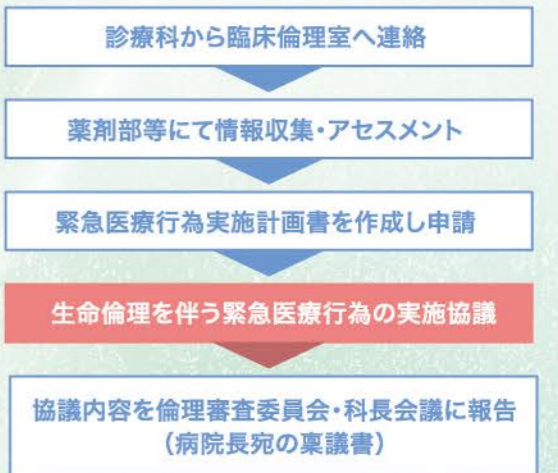 診療科から臨床倫理室へ連絡
薬剤部等にて情報収集・アセスメント
緊急医療行為実施計画書を作成し申請
生命倫理を伴う緊急医療行為の実施協議
協議内容を倫理審査委員会・科長会議に報告
(病院長宛の稟議書)